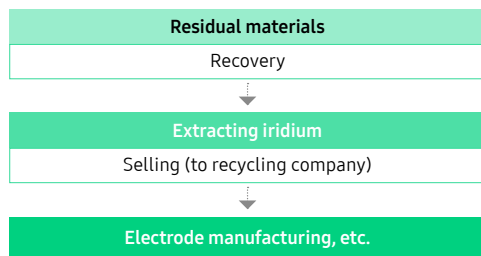 Residual materials
Recovery
Extracting iridium
Selling (to recycling company)
Electrode manufacturing, etc.